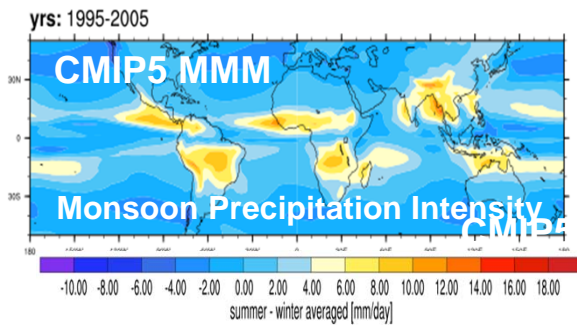 yrs: 1995-2005
CMIP5 MMM
30N
0
30S
Monsoon Precipitation Intensity
CMIP5
180 0 180
-10.00 -8.00 -6.00 -4.00 -2.00 0.00 2.00 4.00 6.00 8.00 10.00 12.00 14.00 16.00 18.00
summer - winter averaged [mm/day]